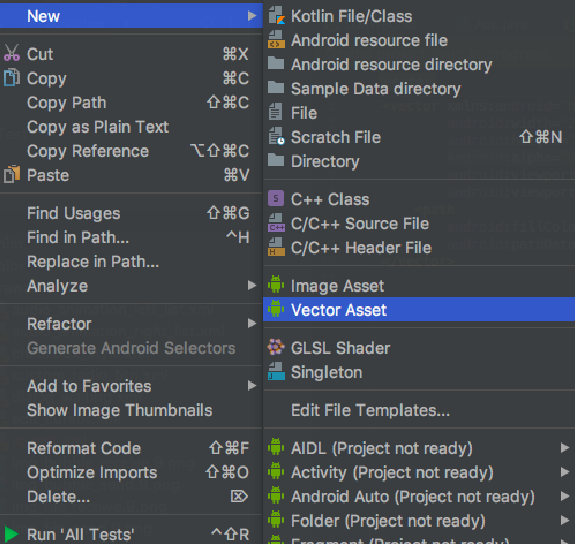 New
Cut ⌘X
Copy ⌘C
Copy Path ⇧⌘C
Copy as Plain Text
Copy Reference ⌥⇧⌘C
Paste ⌘V
Find Usages ⇧⌘G
Find in Path... ^H
Replace in Path...
Analyze
Refactor
Generate Android Selectors
Add to Favorites
Show Image Thumbnails
Reformat Code ⇧⌘F
Optimize Imports ⇧⌘O
Delete... ⌦
Run 'All Tests' ^⇧R
Kotlin File/Class
Android resource file
Android resource directory
Sample Data directory
File
Scratch File ⇧⌘N
Directory
C++ Class
C/C++ Source File
C/C++ Header File
Image Asset
Vector Asset
GLSL Shader
Singleton
Edit File Templates...
AIDL (Project not ready)
Activity (Project not ready)
Android Auto (Project not ready)
Folder (Project not ready)
Fragment (Project not ready)